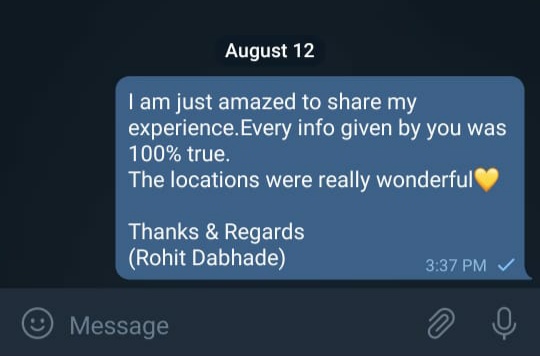 August 12
I am just amazed to share my
experience.Every info given by you was
100% true.
The locations were really wonderful💛
Thanks & Regards
(Rohit Dabhade)
3:37 PM ✓
Message